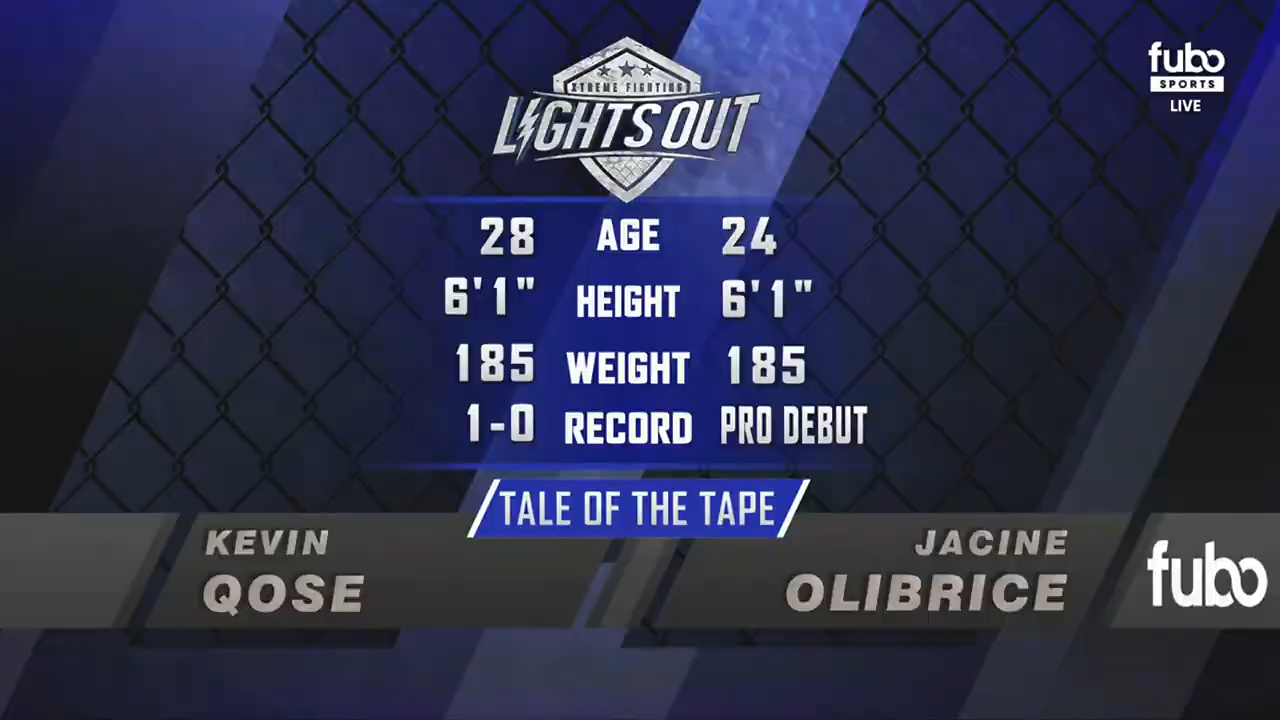 XTREME FIGHTING
LIGHTS OUT
fubo
SPORTS
LIVE
28 AGE 24
6'1" HEIGHT 6'1"
185 WEIGHT 185
1-0 RECORD PRO DEBUT
TALE OF THE TAPE
KEVIN
QOSE
JACINE
OLIBRICE
fubo